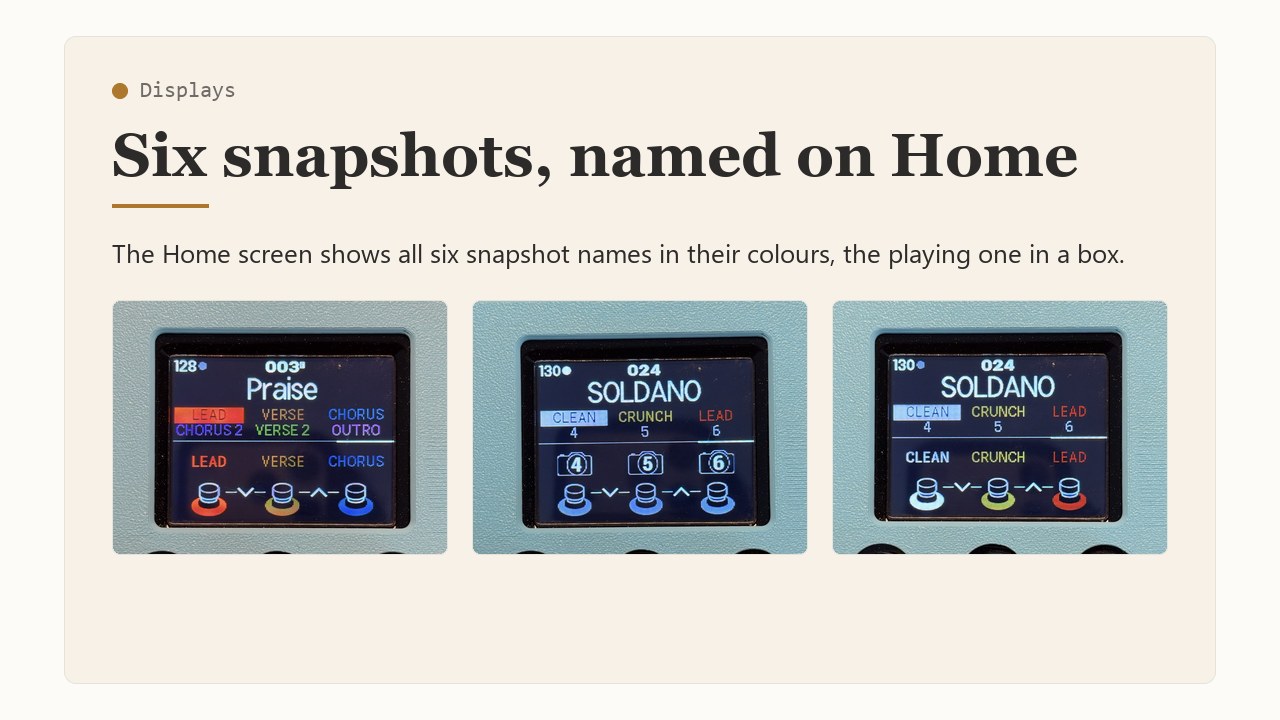 Displays
Six snapshots, named on Home
The Home screen shows all six snapshot names in their colours, the playing one in a box.
128 003
Praise
LEAD VERSE CHORUS
CHORUS 2 VERSE 2 OUTRO
LEAD VERSE CHORUS
130 024
SOLDANO
CLEAN CRUNCH LEAD
4 5 6
4 5 6
130 024
SOLDANO
CLEAN CRUNCH LEAD
4 5 6
CLEAN CRUNCH LEAD